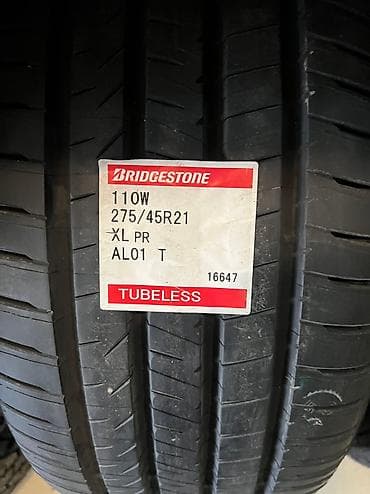 BRIDGESTONE
110W
275/45R21
XL PR
AL01 T
16647
TUBELESS